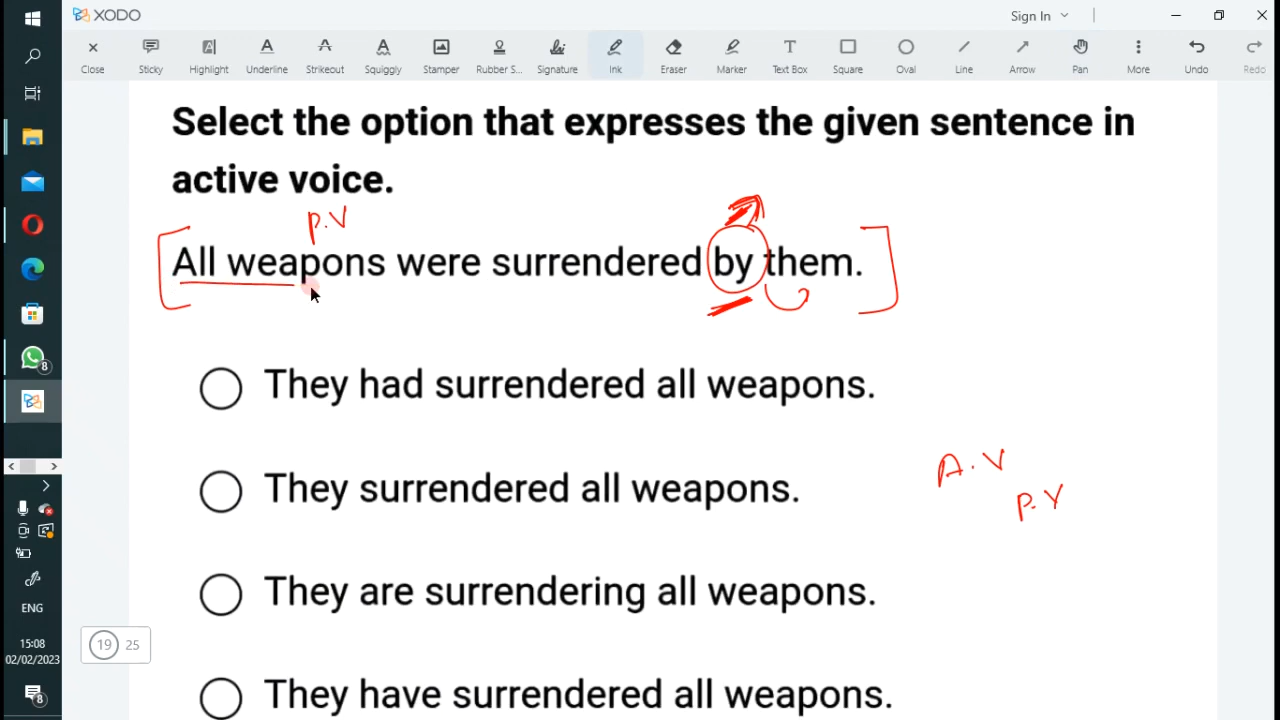 XODO
Sign In
Close
Sticky
Highlight
Underline
Strikeout
Squiggly
Stamper
Rubber S...
Signature
Ink
Eraser
Marker
Text Box
Square
Oval
Line
Arrow
Pan
More
Undo
Redo
Select the option that expresses the given sentence in
active voice.
P.V
All weapons were surrendered by them.
They had surrendered all weapons.
They surrendered all weapons.
A.V
P.V
They are surrendering all weapons.
They have surrendered all weapons.
19 25
8
ENG
15:08
02/02/2023
8